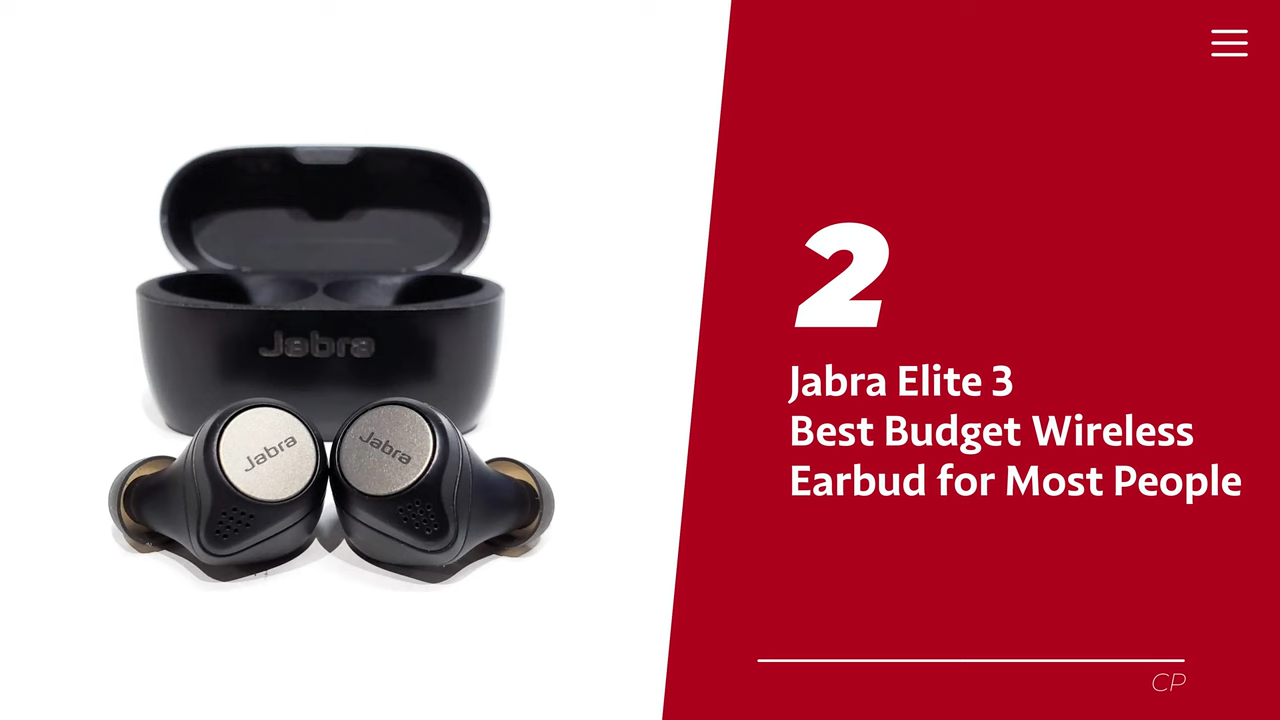 Jabra
Jabra
Jabra
2
Jabra Elite 3
Best Budget Wireless
Earbud for Most People
CP